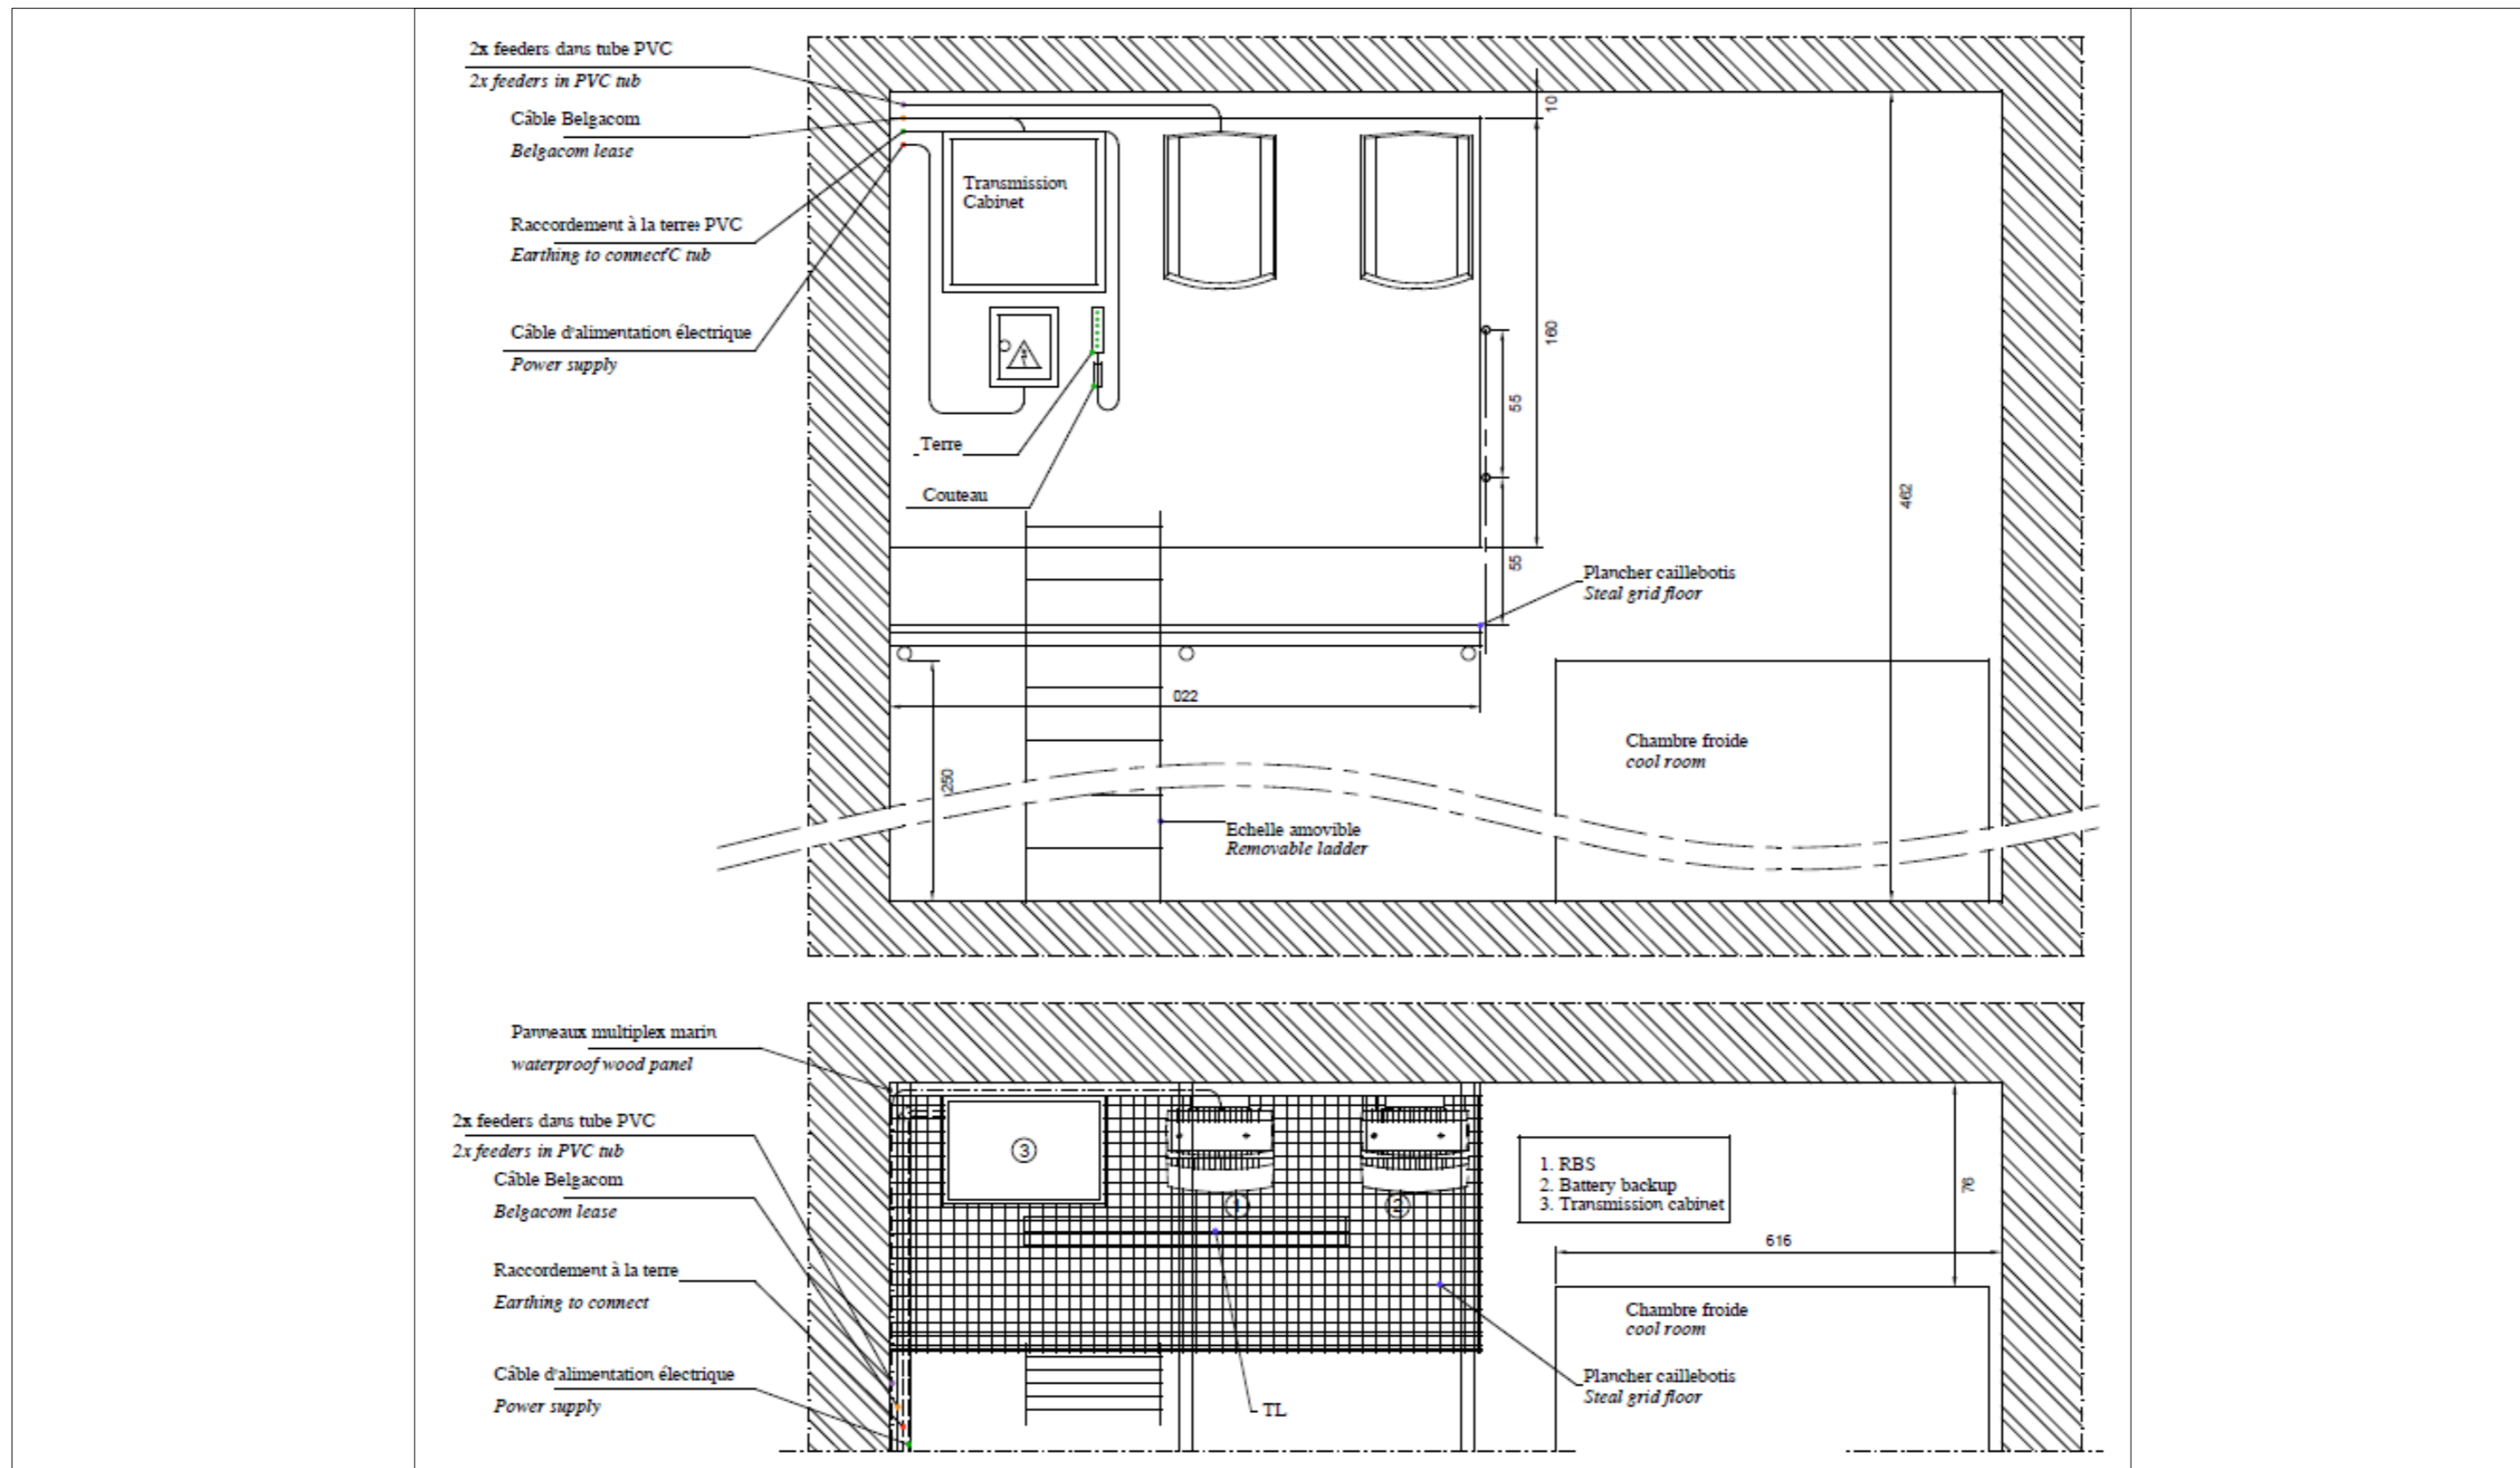 2x feeders dans tube PVC
2x feeders in PVC tub
Câble Belgacom
Belgacom lease
Raccordement à la terre PVC
Earthing to connect'C tub
Câble d'alimentation électrique
Power supply
Transmission
Cabinet
Terre
Couteau
10
160
55
55
462
Plancher caillebotis
Steal grid floor
022
250
Chambre froide
cool room
Echelle amovible
Removable ladder
Panneaux multiplex marin
waterproof wood panel
2x feeders dans tube PVC
2x feeders in PVC tub
Câble Belgacom
Belgacom lease
Raccordement à la terre
Earthing to connect
Câble d'alimentation électrique
Power supply
3
1
2
1. RBS
2. Battery backup
3. Transmission cabinet
76
616
Chambre froide
cool room
Plancher caillebotis
Steal grid floor
TL